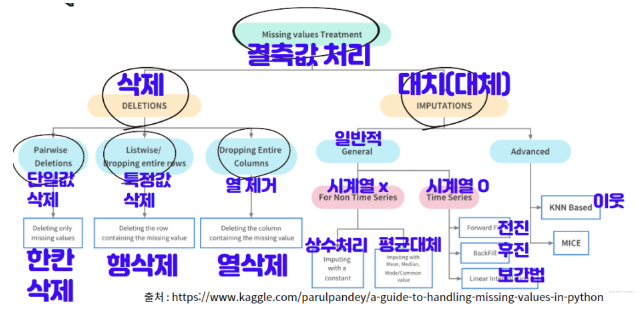 Missing values Treatment
결측값 처리
삭제
DELETIONS
대치(대체)
IMPUTATIONS
Pairwise
Deletions
단일값
삭제
Listwise/
Dropping entire rows
특정값
삭제
Dropping Entire
Columns
열 제거
일반적
General
Advanced
시계열 x
For Non Time Series
시계열 O
Time Series
Deleting only
missing values
한칸
삭제
Deleting the row
containing the missing value
행삭제
Deleting the column
containing the missing value
열삭제
상수처리
Imputing
with a
constant
평균대체
Imputing with
Mean, Median,
Mode/Common
value
Forward
전진
BackFill
후진
Linear
보간법
KNN Based
이웃
MICE
출처 : https://www.kaggle.com/parulpandey/a-guide-to-handling-missing-values-in-python